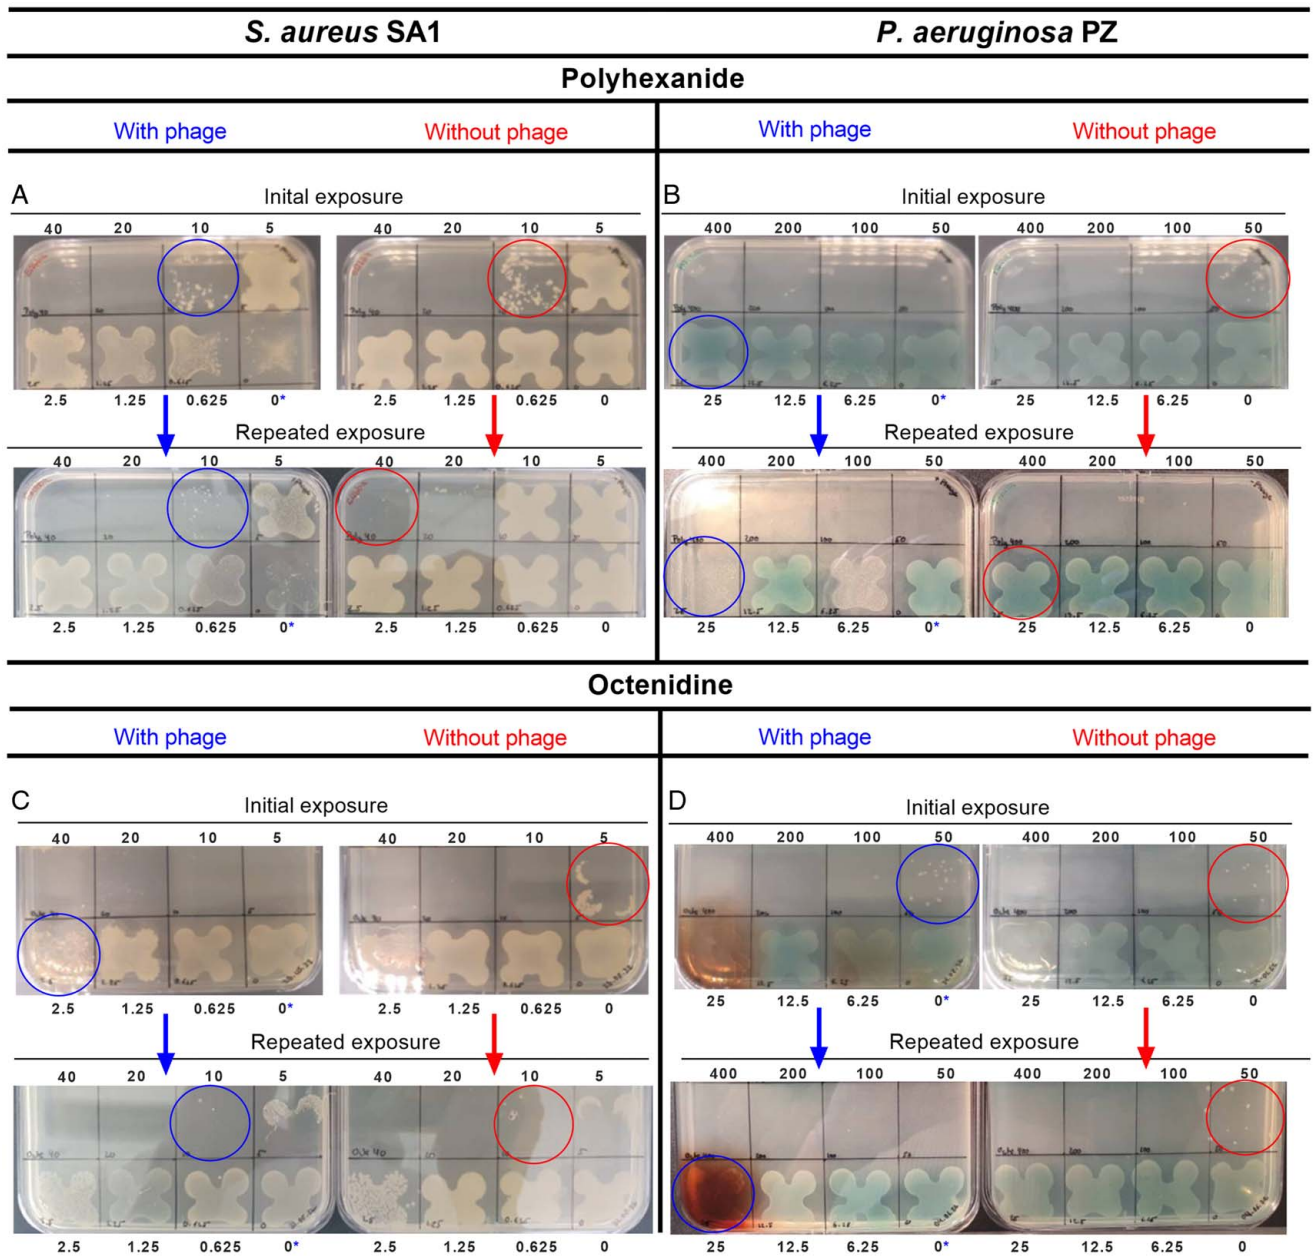 S. aureus SA1 P. aeruginosa PZ
Polyhexanide
With phage Without phage With phage Without phage
A B
Inital exposure Initial exposure
40 20 10 5 40 20 10 5 400 200 100 50 400 200 100 50
2.5 1.25 0.625 0* 2.5 1.25 0.625 0 25 12.5 6.25 0* 25 12.5 6.25 0
Repeated exposure Repeated exposure
40 20 10 5 40 20 10 5 400 200 100 50 400 200 100 50
2.5 1.25 0.625 0* 2.5 1.25 0.625 0 25 12.5 6.25 0* 25 12.5 6.25 0
Octenidine
With phage Without phage With phage Without phage
C D
Initial exposure Initial exposure
40 20 10 5 40 20 10 5 400 200 100 50 400 200 100 50
2.5 1.25 0.625 0* 2.5 1.25 0.625 0 25 12.5 6.25 0* 25 12.5 6.25 0
Repeated exposure Repeated exposure
40 20 10 5 40 20 10 5 400 200 100 50 400 200 100 50
2.5 1.25 0.625 0* 2.5 1.25 0.625 0 25 12.5 6.25 0* 25 12.5 6.25 0